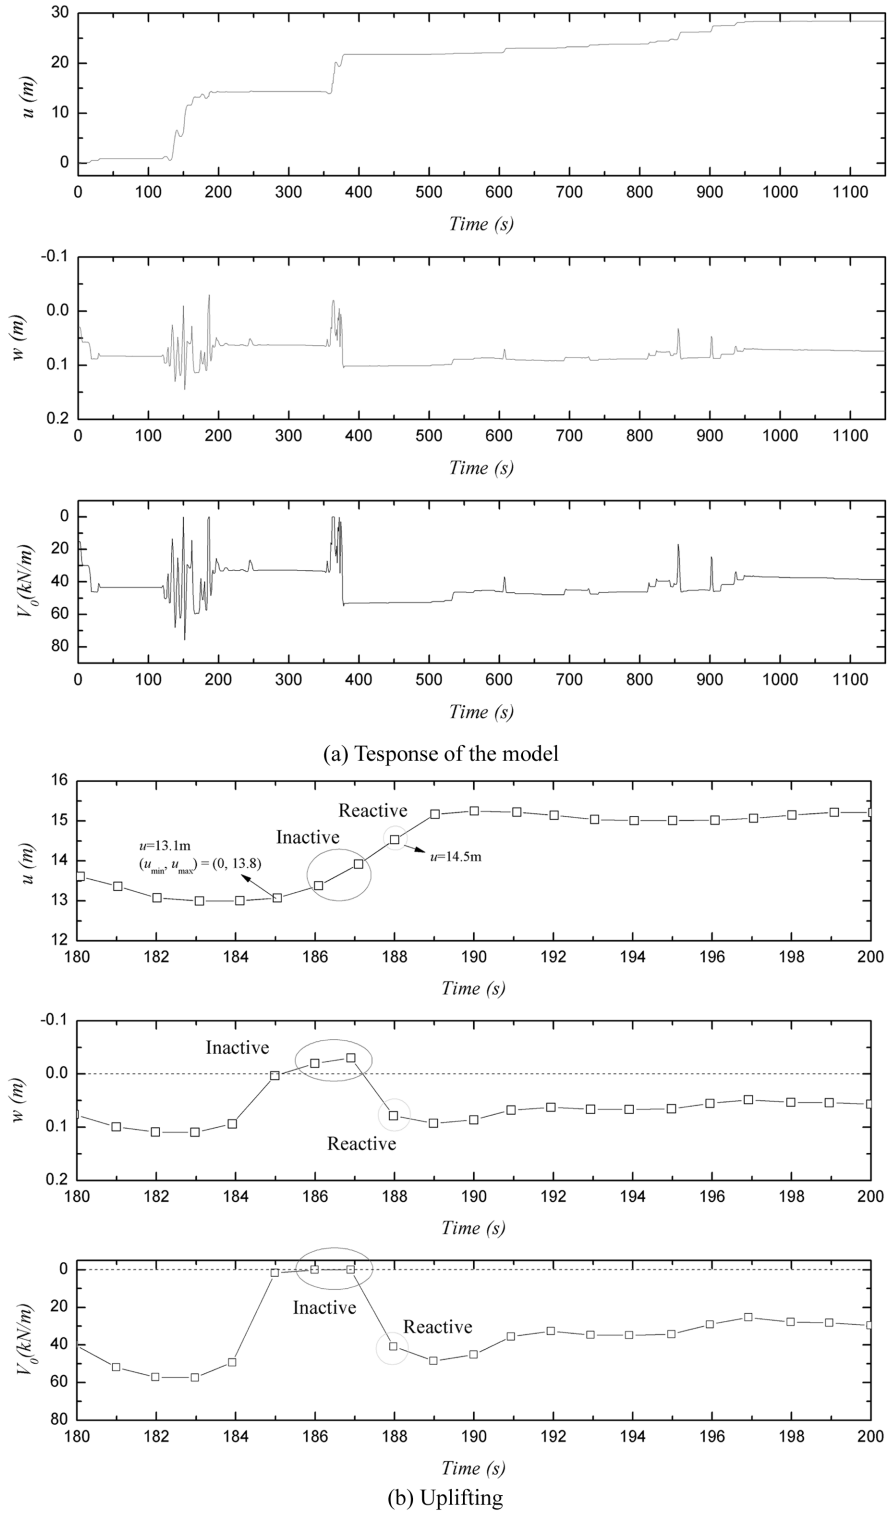 30
20
10
0
u (m)
0 100 200 300 400 500 600 700 800 900 1000 1100
Time (s)
-0.1
0.0
0.1
0.2
w (m)
0 100 200 300 400 500 600 700 800 900 1000 1100
Time (s)
0
20
40
60
80
V0(kN/m)
0 100 200 300 400 500 600 700 800 900 1000 1100
Time (s)
(a) Tesponse of the model
16
15
14
13
12
u (m)
Reactive
Inactive
u=13.1m
(umin, umax) = (0, 13.8)
u=14.5m
180 182 184 186 188 190 192 194 196 198 200
Time (s)
-0.1
0.0
0.1
0.2
w (m)
Inactive
Reactive
180 182 184 186 188 190 192 194 196 198 200
Time (s)
0
20
40
60
80
V0(kN/m)
Inactive
Reactive
180 182 184 186 188 190 192 194 196 198 200
Time (s)
(b) Uplifting